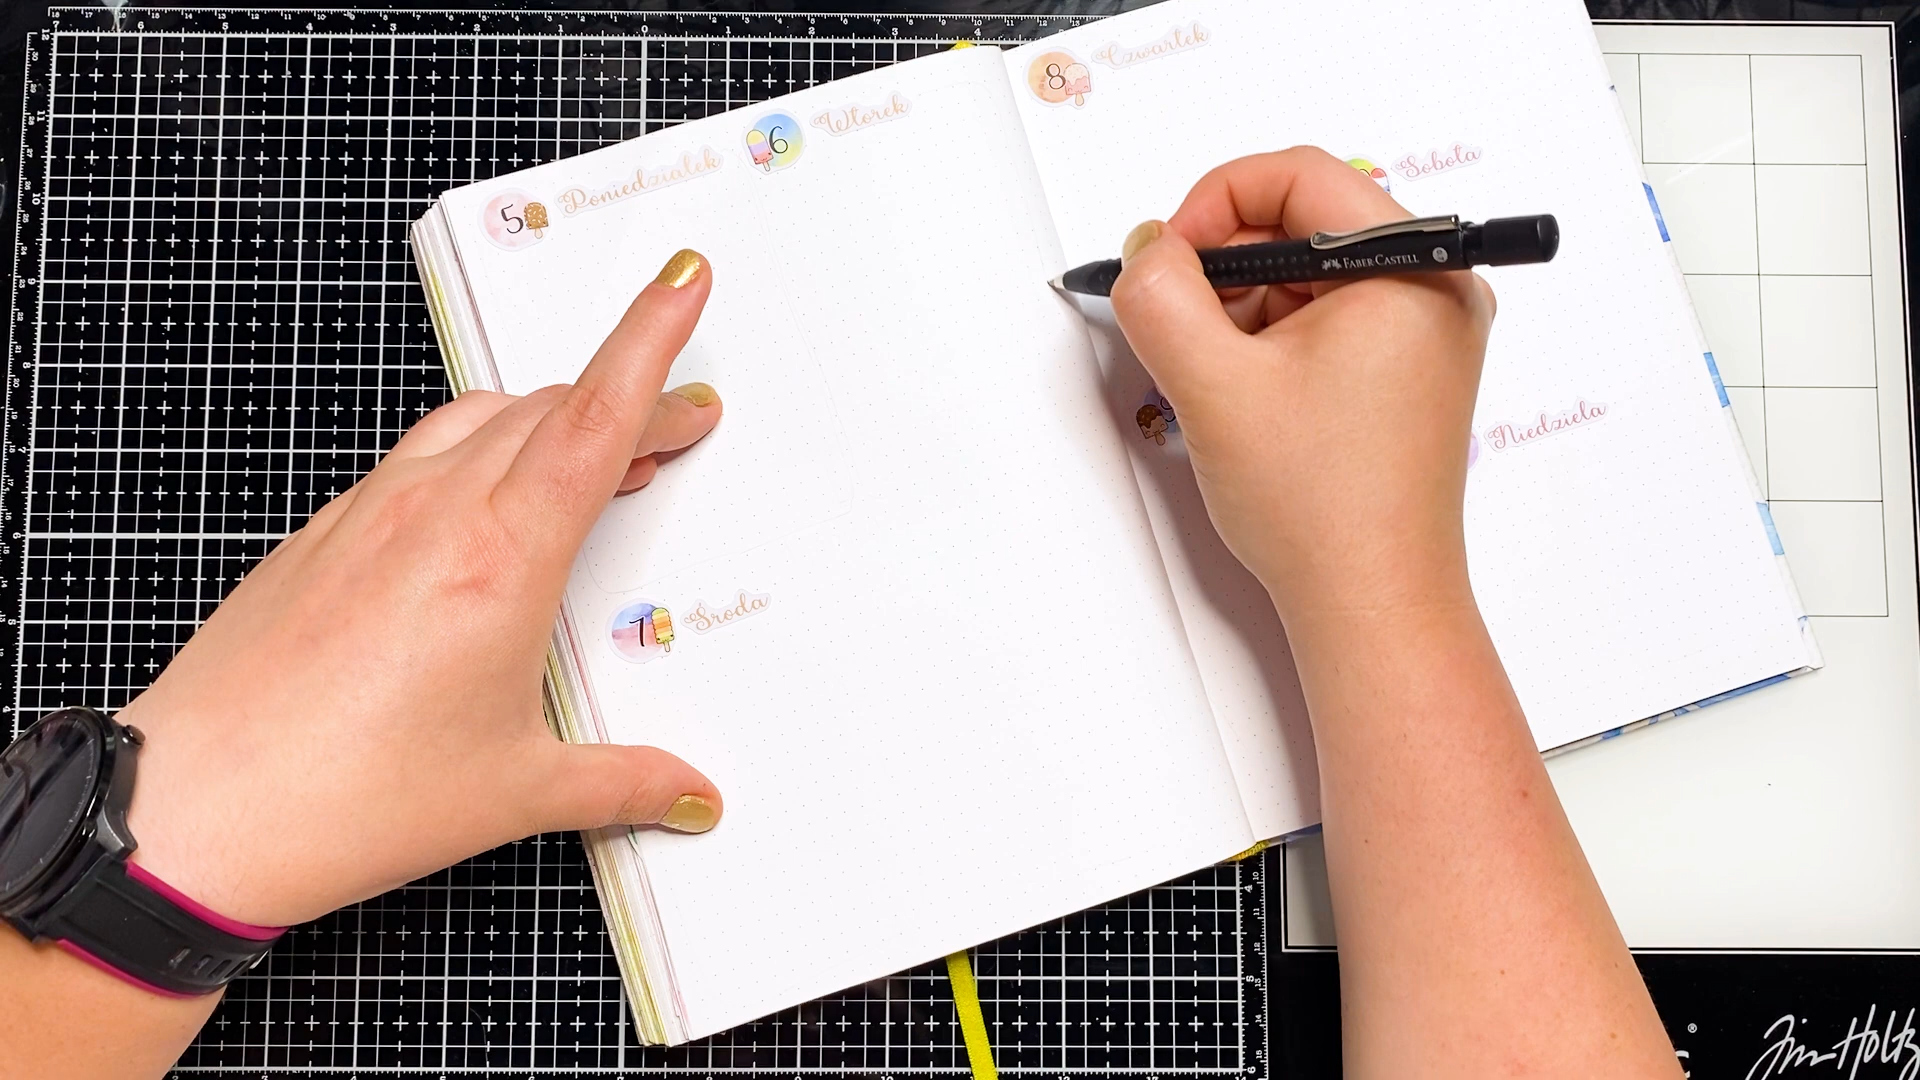 5 Poniedziałek
6 Wtorek
7 Środa
8 Czwartek
Sobota
Niedziela
FABER CASTELL
Tim Holtz